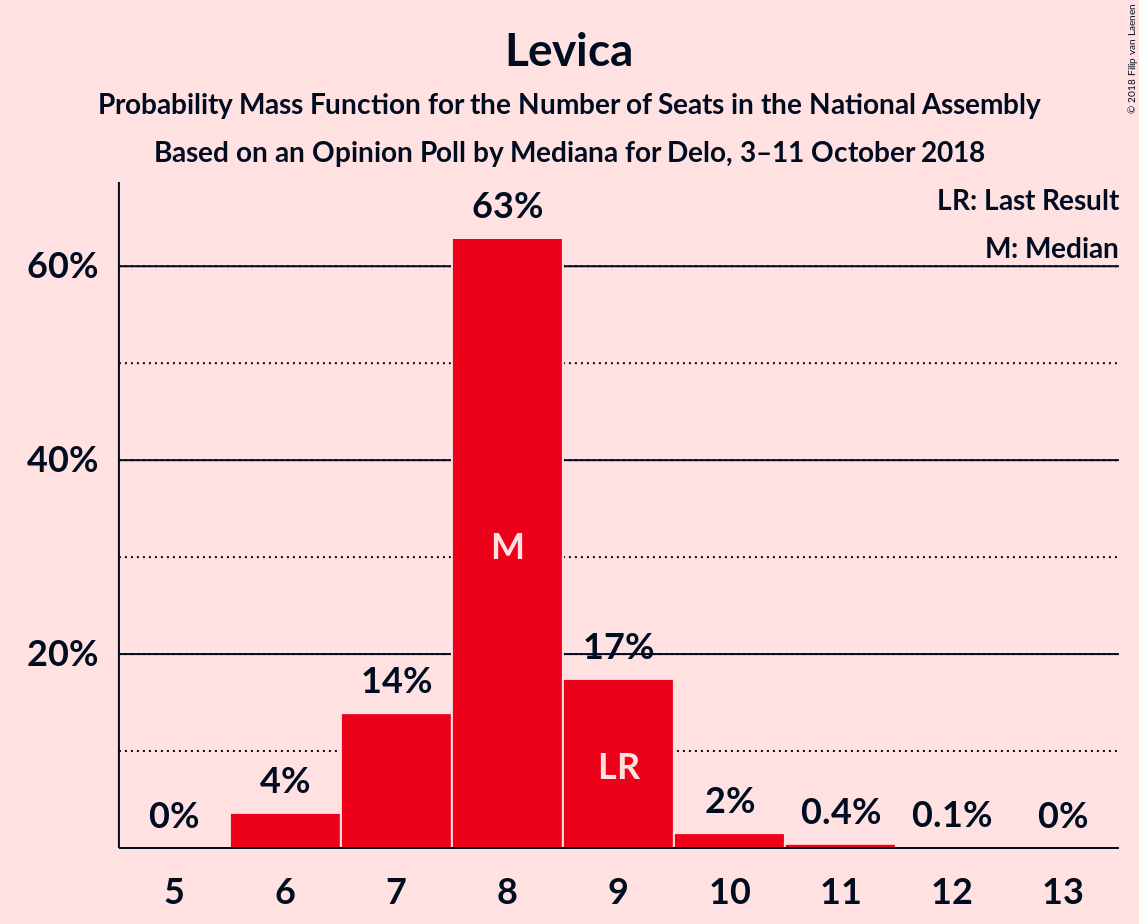 Levica
Probability Mass Function for the Number of Seats in the National Assembly
Based on an Opinion Poll by Mediana for Delo, 3–11 October 2018
© 2018 Filip van Laenen
LR: Last Result
M: Median
60%
40%
20%
0%
4%
14%
63%
M
17%
LR
2%
0.4%
0.1%
0%
5 6 7 8 9 10 11 12 13